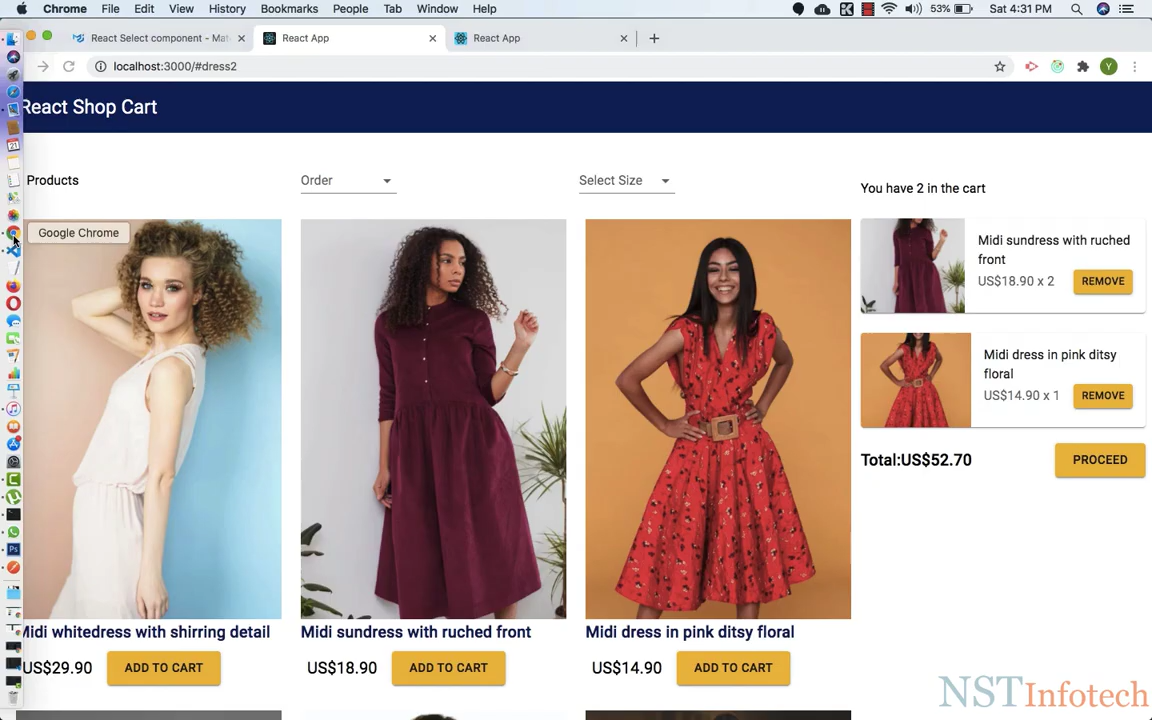 Chrome File Edit View History Bookmarks People Tab Window Help 53% Sat 4:31 PM
React Select component - Mat React App React App
localhost:3000/#dress2 Y
React Shop Cart
Products Order Select Size You have 2 in the cart
Google Chrome
Midi sundress with ruched
front
US$18.90 x 2 REMOVE
Midi dress in pink ditsy
floral
US$14.90 x 1 REMOVE
Total:US$52.70 PROCEED
Midi whitedress with shirring detail Midi sundress with ruched front Midi dress in pink ditsy floral
US$29.90 ADD TO CART US$18.90 ADD TO CART US$14.90 ADD TO CART
NSTInfotech